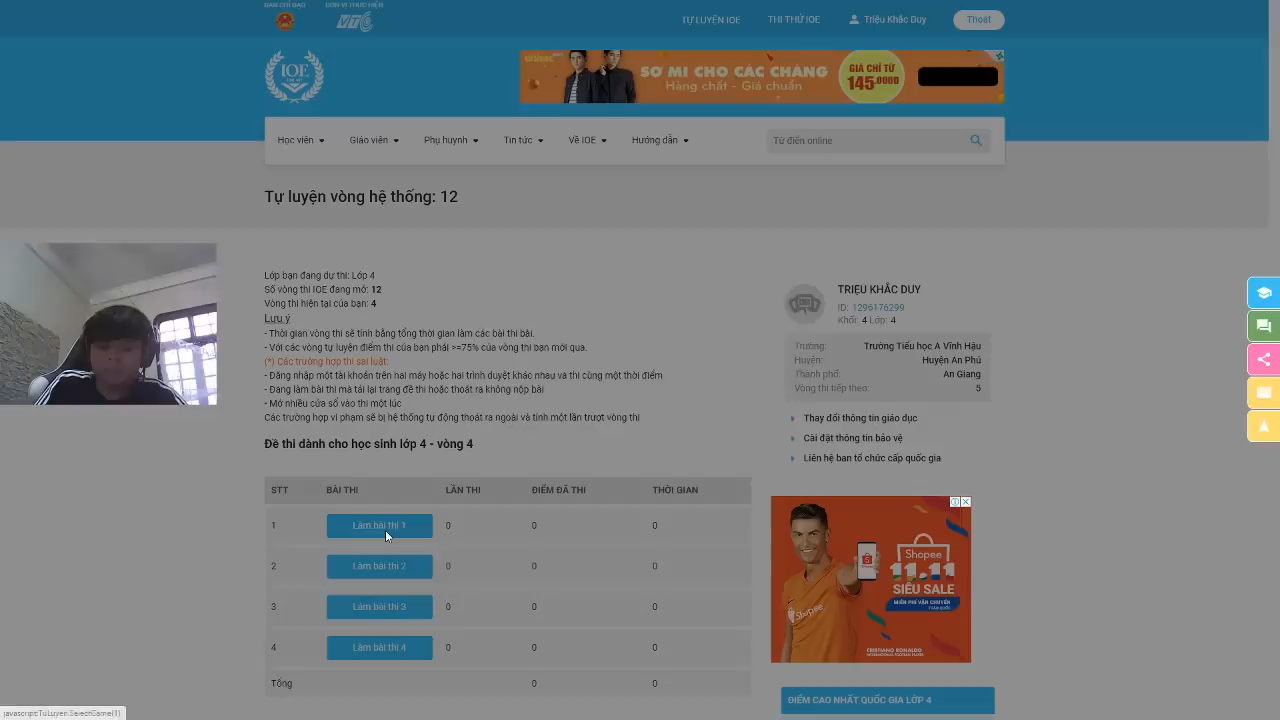 BAN CHỈ ĐẠO
ĐƠN VỊ THỰC HIỆN
VTC
TỰ LUYỆN IOE
THI THỬ IOE
Triệu Khắc Duy
Thoát
IOE
SƠ MI CHO CÁC CHÀNG
Hàng chất - Giá chuẩn
GIÁ CHỈ TỪ
145.000Đ
Học viên
Giáo viên
Phụ huynh
Tin tức
Về IOE
Hướng dẫn
Từ điển online
Tự luyện vòng hệ thống: 12
Lớp bạn đang dự thi: Lớp 4
Số vòng thi IOE đang mở: 12
Vòng thi hiện tại của bạn: 4
Lưu ý
- Thời gian vòng thi sẽ tính bằng tổng thời gian làm các bài thi bài.
- Với các vòng tự luyện điểm thi của bạn phải >=75% của vòng thi bạn mới qua.
(*) Các trường hợp thi sai luật:
- Đăng nhập một tài khoản trên hai máy hoặc hai trình duyệt khác nhau và thi cùng một thời điểm
- Đang làm bài thi mà tải lại trang đề thi hoặc thoát ra không nộp bài
- Mở nhiều cửa sổ vào thi một lúc
Các trường hợp vi phạm sẽ bị hệ thống tự động thoát ra ngoài và tính một lần trượt vòng thi
Đề thi dành cho học sinh lớp 4 - vòng 4
STT BÀI THI LẦN THI ĐIỂM ĐÃ THI THỜI GIAN
1 Làm bài thi 1 0 0 0
2 Làm bài thi 2 0 0 0
3 Làm bài thi 3 0 0 0
4 Làm bài thi 4 0 0 0
Tổng 0 0
TRIỆU KHẮC DUY
ID: 1296176299
Khối: 4 Lớp: 4
Trường: Trường Tiểu học A Vĩnh Hậu
Huyện: Huyện An Phú
Thành phố: An Giang
Vòng thi tiếp theo: 5
Thay đổi thông tin giáo dục
Cài đặt thông tin bảo vệ
Liên hệ ban tổ chức cấp quốc gia
Shopee
11.11
SIÊU SALE
MIỄN PHÍ VẬN CHUYỂN
Shopee
CRISTIANO RONALDO
ĐIỂM CAO NHẤT QUỐC GIA LỚP 4
javascript:TuLuyen.SelectGame(1)